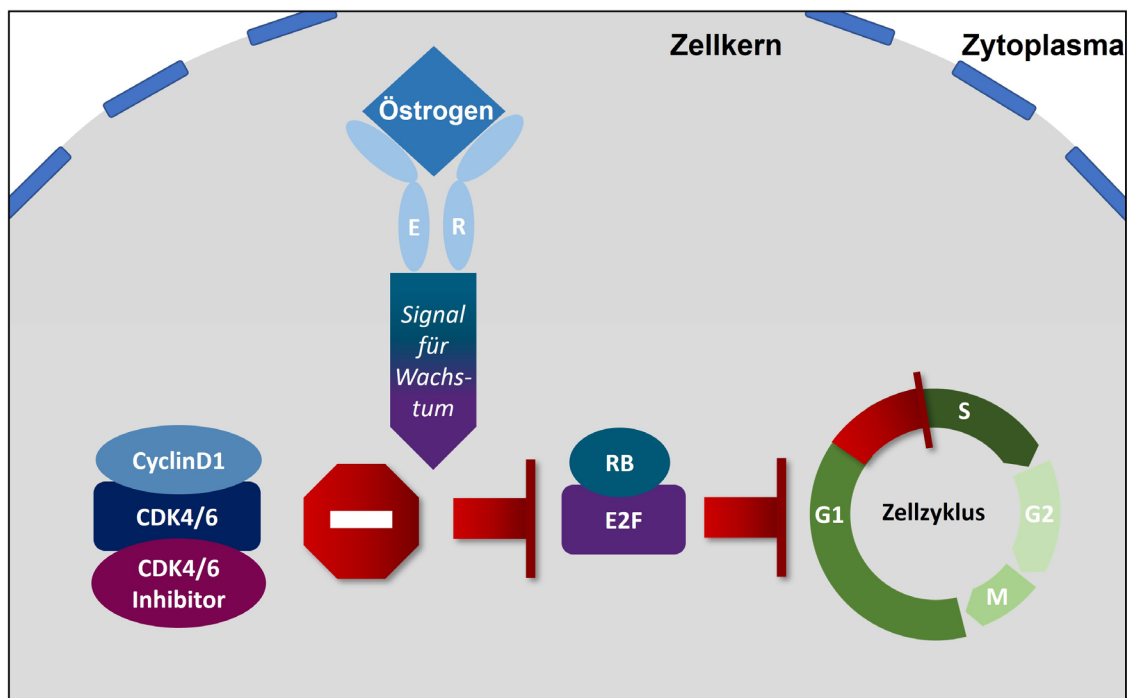 Zellkern
Zytoplasma
Östrogen
E R
Signal
für
Wachs-
tum
CyclinD1
CDK4/6
CDK4/6
Inhibitor
RB
E2F
S
G1
Zellzyklus
G2
M